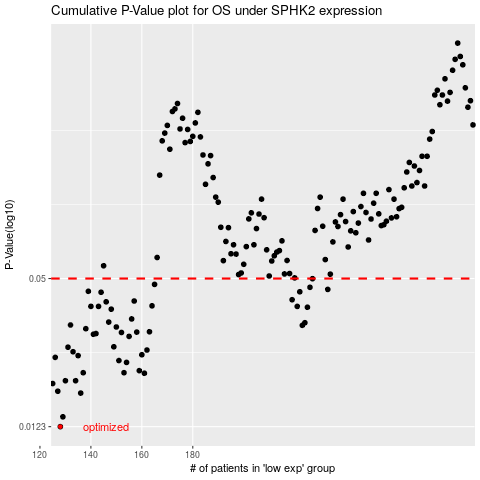 Cumulative P-Value plot for OS under SPHK2 expression
P-Value(log10)
0.05
0.0123
optimized
120 140 160 180
# of patients in 'low exp' group